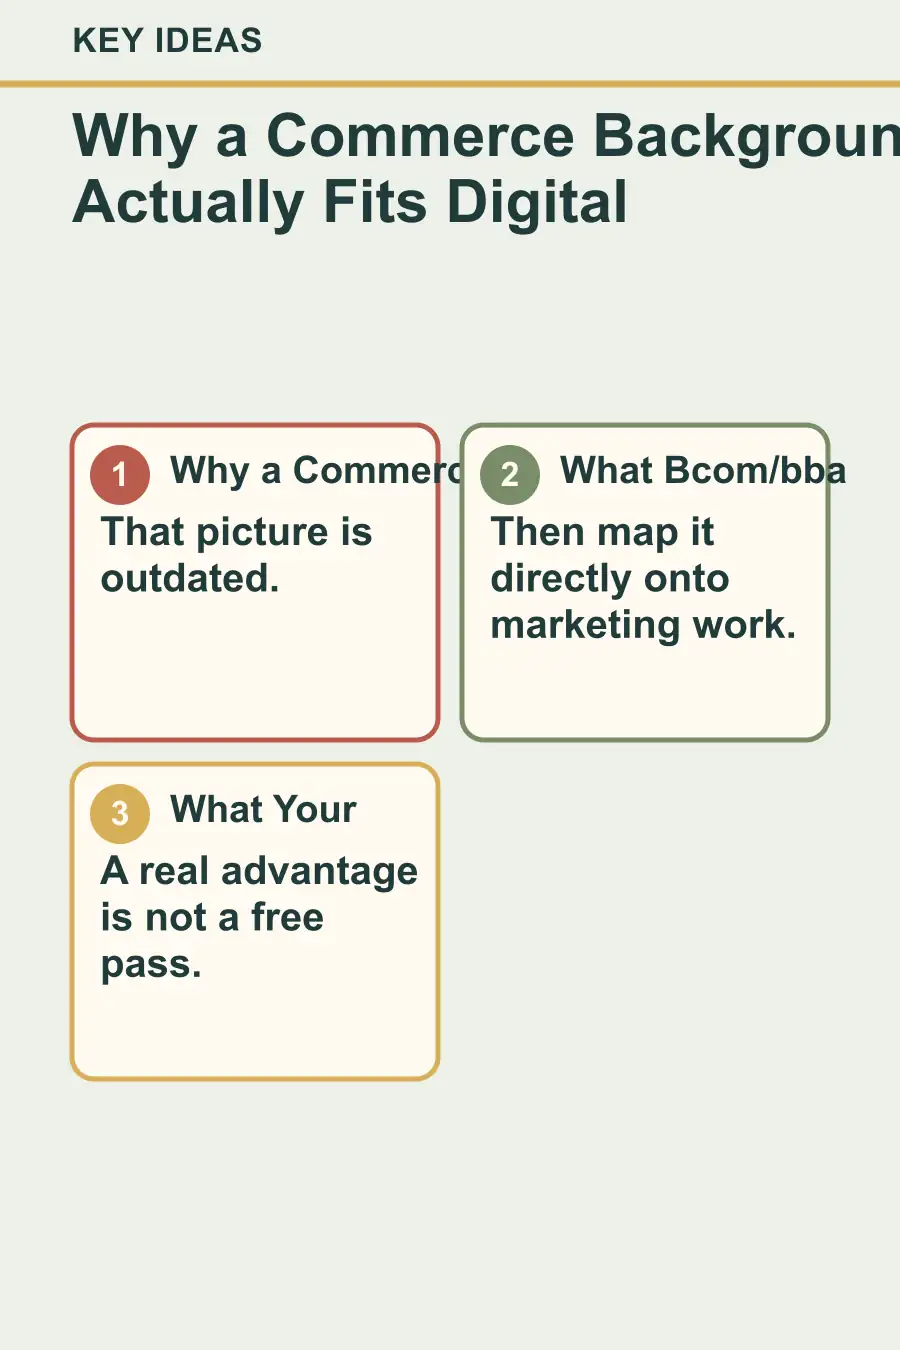 KEY IDEAS
Why a Commerce Backgroun
Actually Fits Digital
1 Why a Commerc
That picture is
outdated.
2 What Bcom/bba
Then map it
directly onto
marketing work.
3 What Your
A real advantage
is not a free
pass.